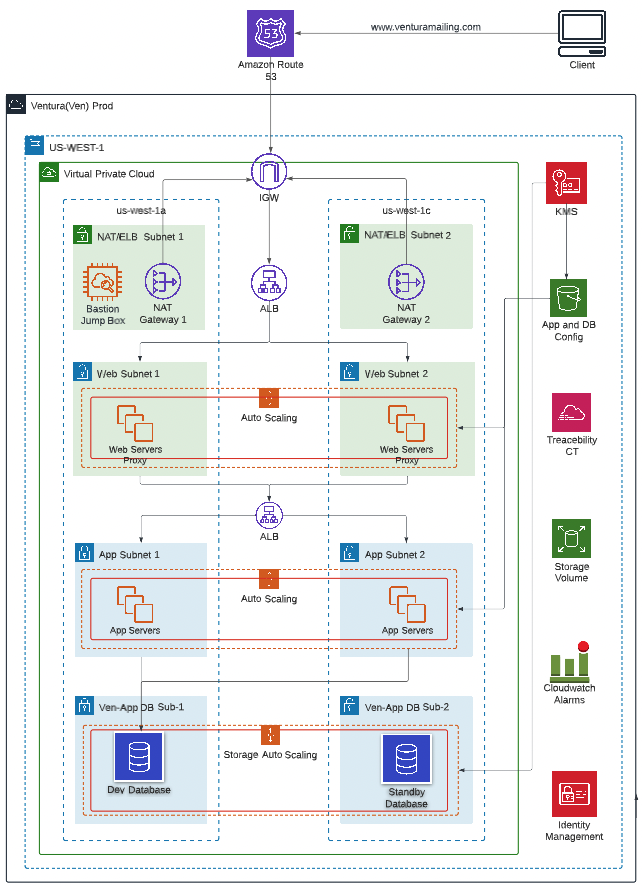 www.venturamailing.com
Amazon Route
53
Client
Ventura(Ven) Prod
US-WEST-1
Virtual Private Cloud
IGW
KMS
us-west-1a
us-west-1c
NAT/ELB Subnet 1
NAT/ELB Subnet 2
Bastion
Jump Box
NAT
Gateway 1
ALB
NAT
Gateway 2
App and DB
Config
Web Subnet 1
Web Subnet 2
Auto Scaling
Web Servers
Proxy
Web Servers
Proxy
Treacebility
CT
ALB
App Subnet 1
App Subnet 2
Storage
Volume
Auto Scaling
App Servers
App Servers
Cloudwatch
Alarms
Ven-App DB Sub-1
Ven-App DB Sub-2
Storage Auto Scaling
Dev Database
Standby
Database
Identity
Management